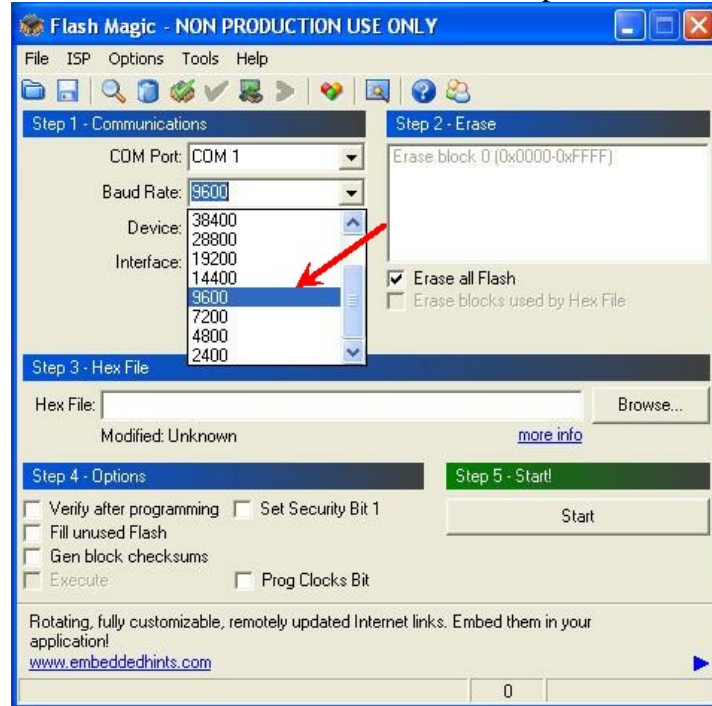 Flash Magic - NON PRODUCTION USE ONLY
File ISP Options Tools Help
Step 1 - Communications
COM Port: COM 1
Baud Rate: 9600
Device:
Interface:
38400
28800
19200
14400
9600
7200
4800
2400
Step 2 - Erase
Erase block 0 (0x0000-0xFFFF)
Erase all Flash
Erase blocks used by Hex File
Step 3 - Hex File
Hex File:
Browse...
Modified: Unknown
more info
Step 4 - Options
Verify after programming
Set Security Bit 1
Fill unused Flash
Gen block checksums
Execute
Prog Clocks Bit
Step 5 - Start!
Start
Rotating, fully customizable, remotely updated Internet links. Embed them in your
application!
www.embeddedhints.com
0